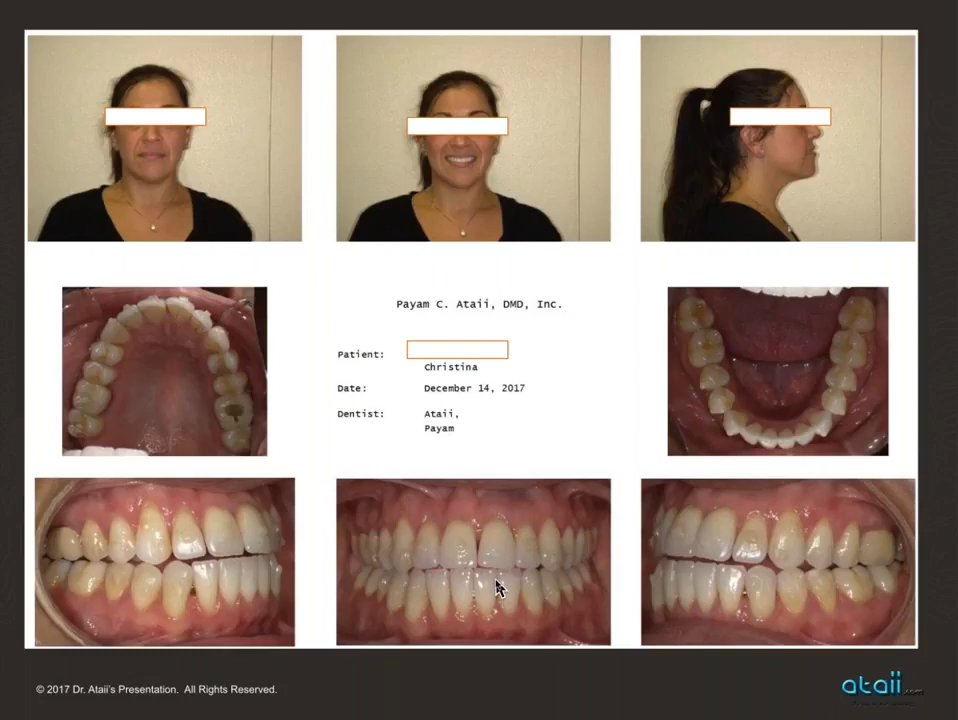 Payam C. Ataii, DMD, Inc.
Patient:
Christina
Date: December 14, 2017
Dentist: Ataii,
Payam
© 2017 Dr. Ataii's Presentation. All Rights Reserved.
ataii.com